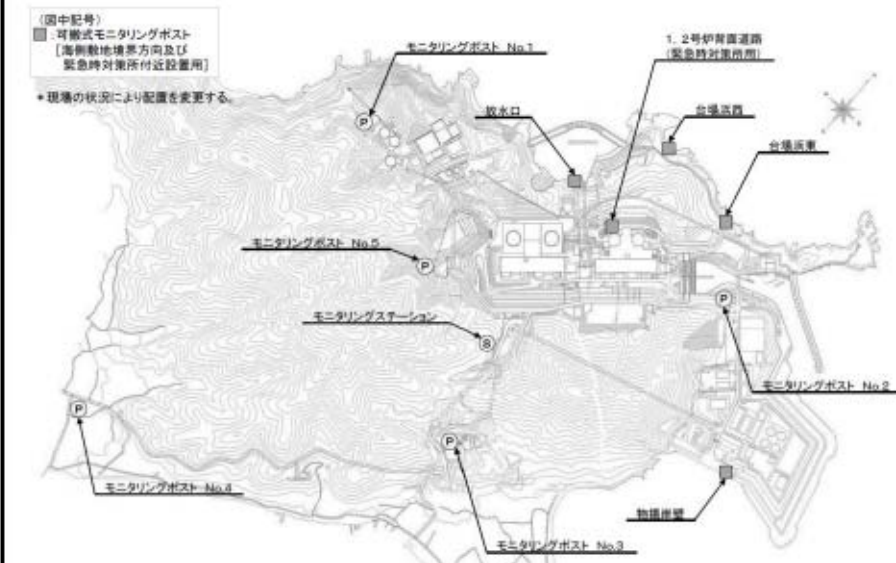 (図中記号)
:可搬式モニタリングポスト
[海側敷地境界方向及び
緊急時対策所付近設置用]
*現場の状況により配置を変更する。
モニタリングポスト No.1
1, 2号炉背面道路
(緊急時対策所用)
放水口
台場浜西
台場浜東
P
モニタリングポスト No.5
P
モニタリングステーション
S
P
モニタリングポスト No.2
P
モニタリングポスト No.4
P
モニタリングポスト No.3
物揚岸壁